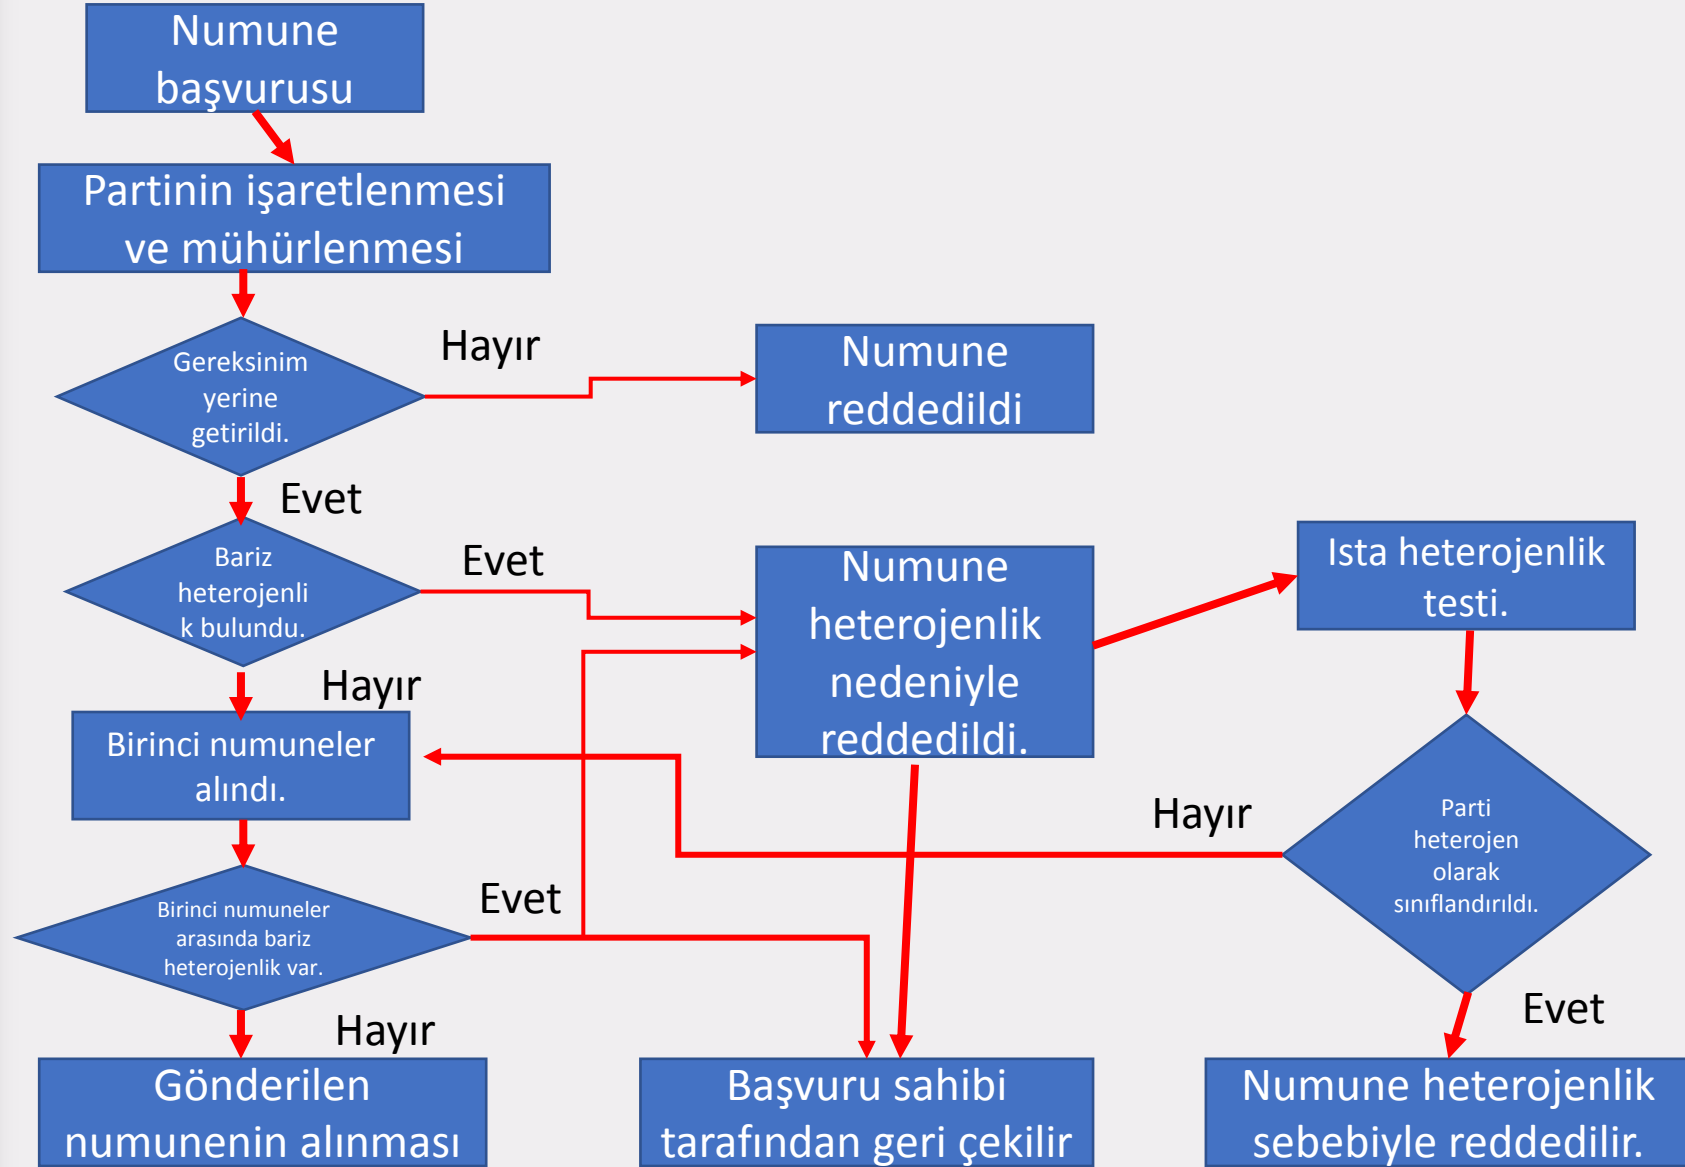 Numune
başvurusu
Partinin işaretlenmesi
ve mühürlenmesi
Gereksinim
yerine
getirildi.
Hayır
Numune
reddedildi
Evet
Bariz
heterojenli
k bulundu.
Evet
Numune
heterojenlik
nedeniyle
reddedildi.
Ista heterojenlik
testi.
Hayır
Birinci numuneler
alındı.
Hayır
Parti
heterojen
olarak
sınıflandırıldı.
Birinci numuneler
arasında bariz
heterojenlik var.
Evet
Evet
Hayır
Gönderilen
numunenin alınması
Başvuru sahibi
tarafından geri çekilir
Numune heterojenlik
sebebiyle reddedilir.